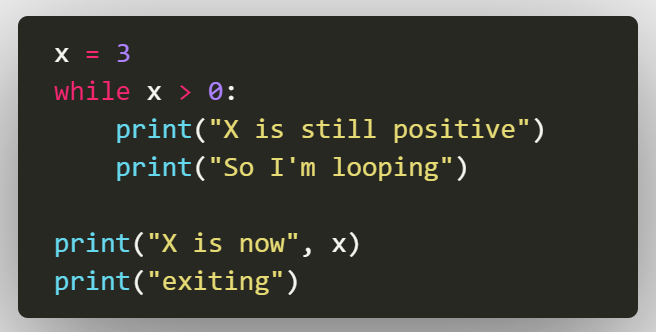 x = 3
while x > 0:
    print("X is still positive")
    print("So I'm looping")

print("X is now", x)
print("exiting")